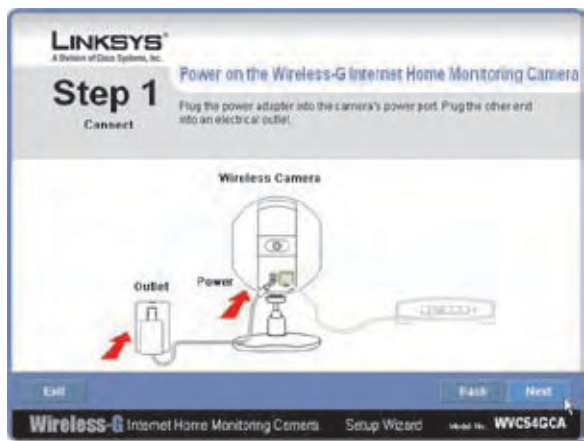 LINKSYS®
A Division of Cisco Systems, Inc.
Step 1
Connect
Power on the Wireless-G Internet Home Monitoring Camera
Plug the power adapter into the camera's power port. Plug the other end
into an electrical outlet.
Wireless Camera
Outlet
Power
Exit
Back
Next
Wireless-G Internet Home Monitoring Camera
Setup Wizard
Model No.
WVC54GCA